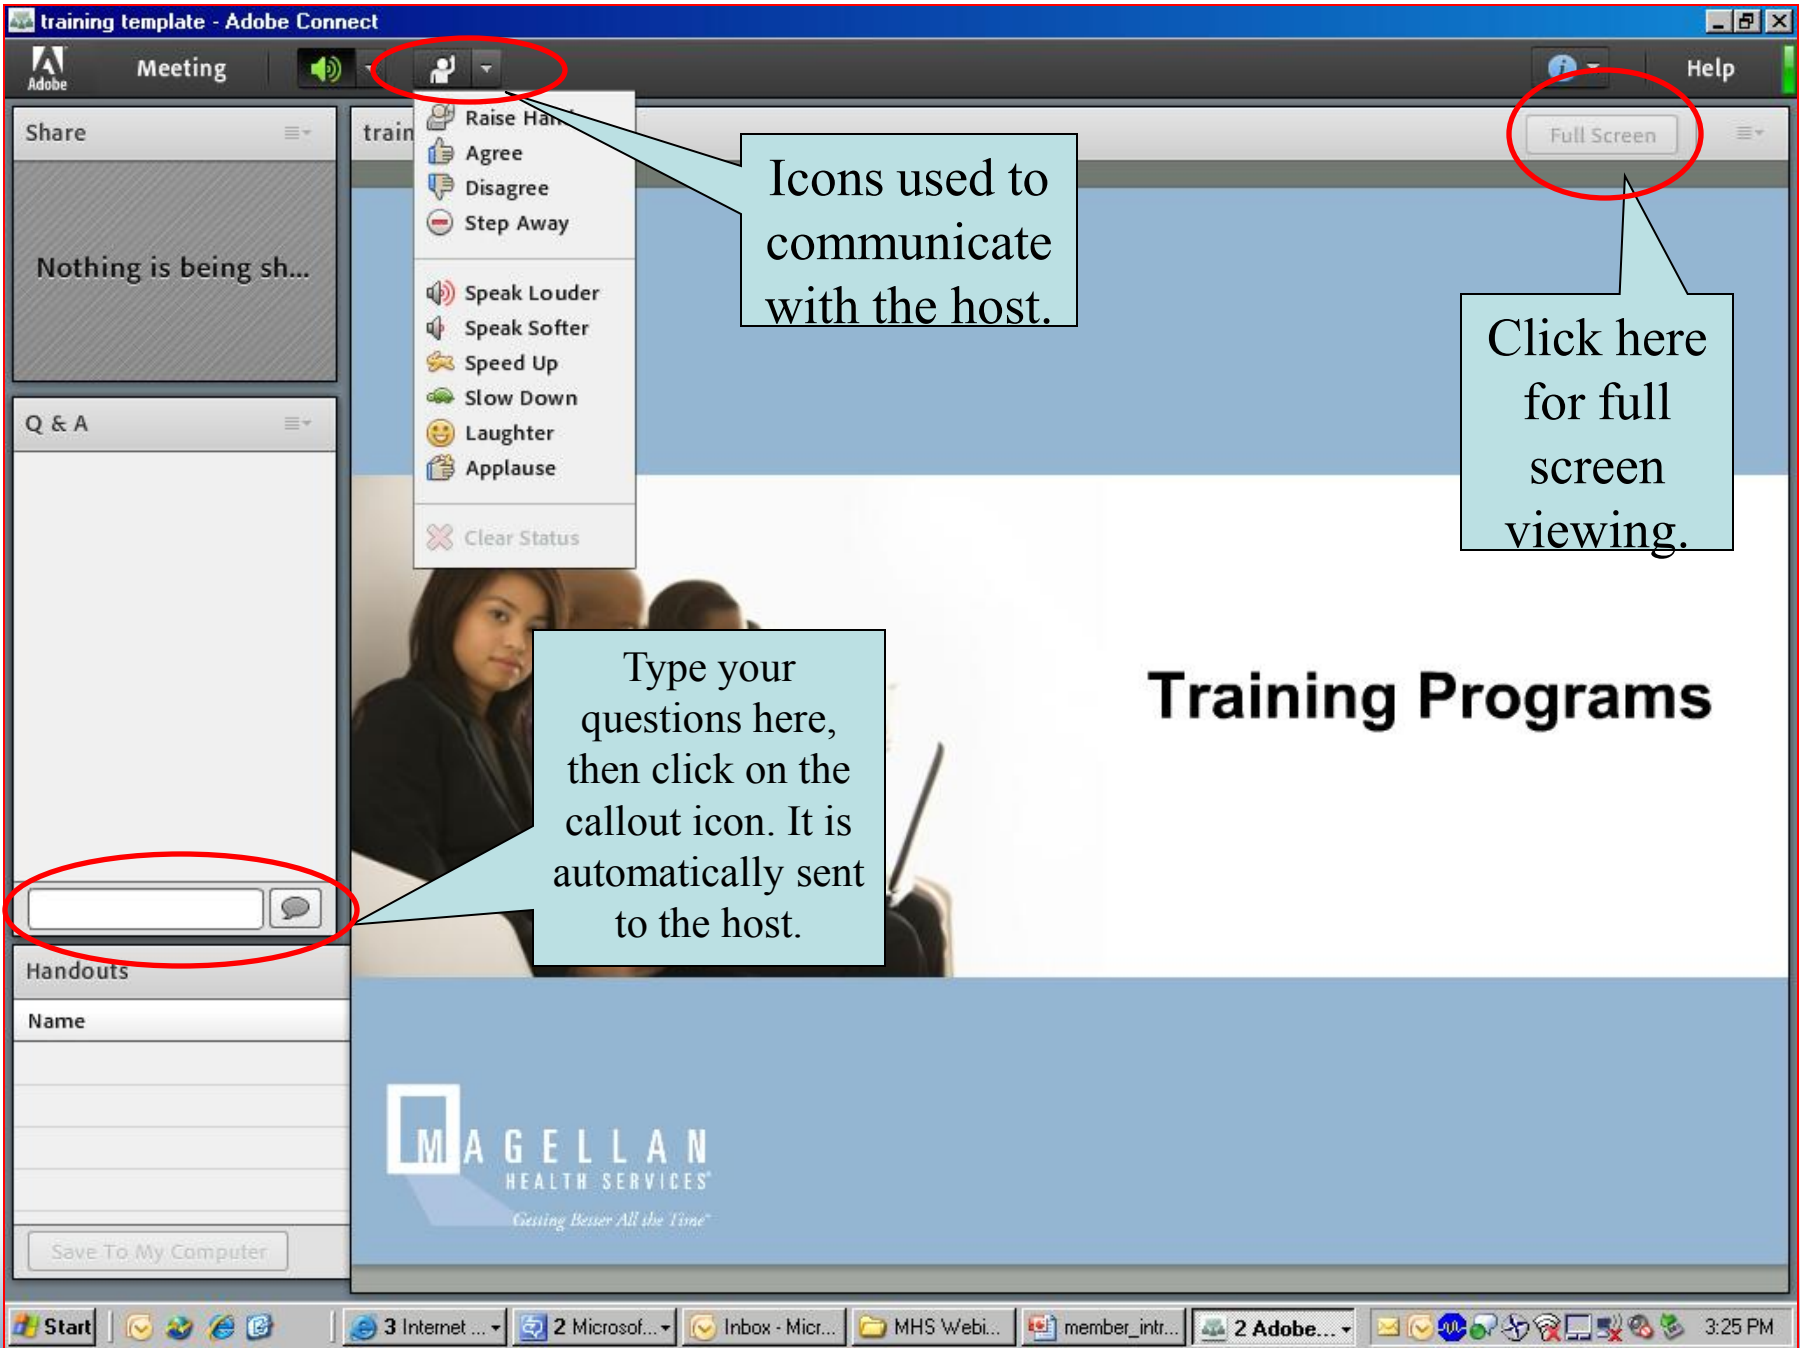 training template - Adobe Connect
Adobe
Meeting
Help
Share
Nothing is being sh...
Q & A
Handouts
Name
Save To My Computer
train
Full Screen
Raise Han
Agree
Disagree
Step Away
Speak Louder
Speak Softer
Speed Up
Slow Down
Laughter
Applause
Clear Status
Icons used to
communicate
with the host.
Click here
for full
screen
viewing.
Type your
questions here,
then click on the
callout icon. It is
automatically sent
to the host.
Training Programs
MAGELLAN
HEALTH SERVICES
Getting Better All the Time
Start
3 Internet ...
2 Microsof...
Inbox - Micr...
MHS Webi...
member_intr...
2 Adobe...
3:25 PM